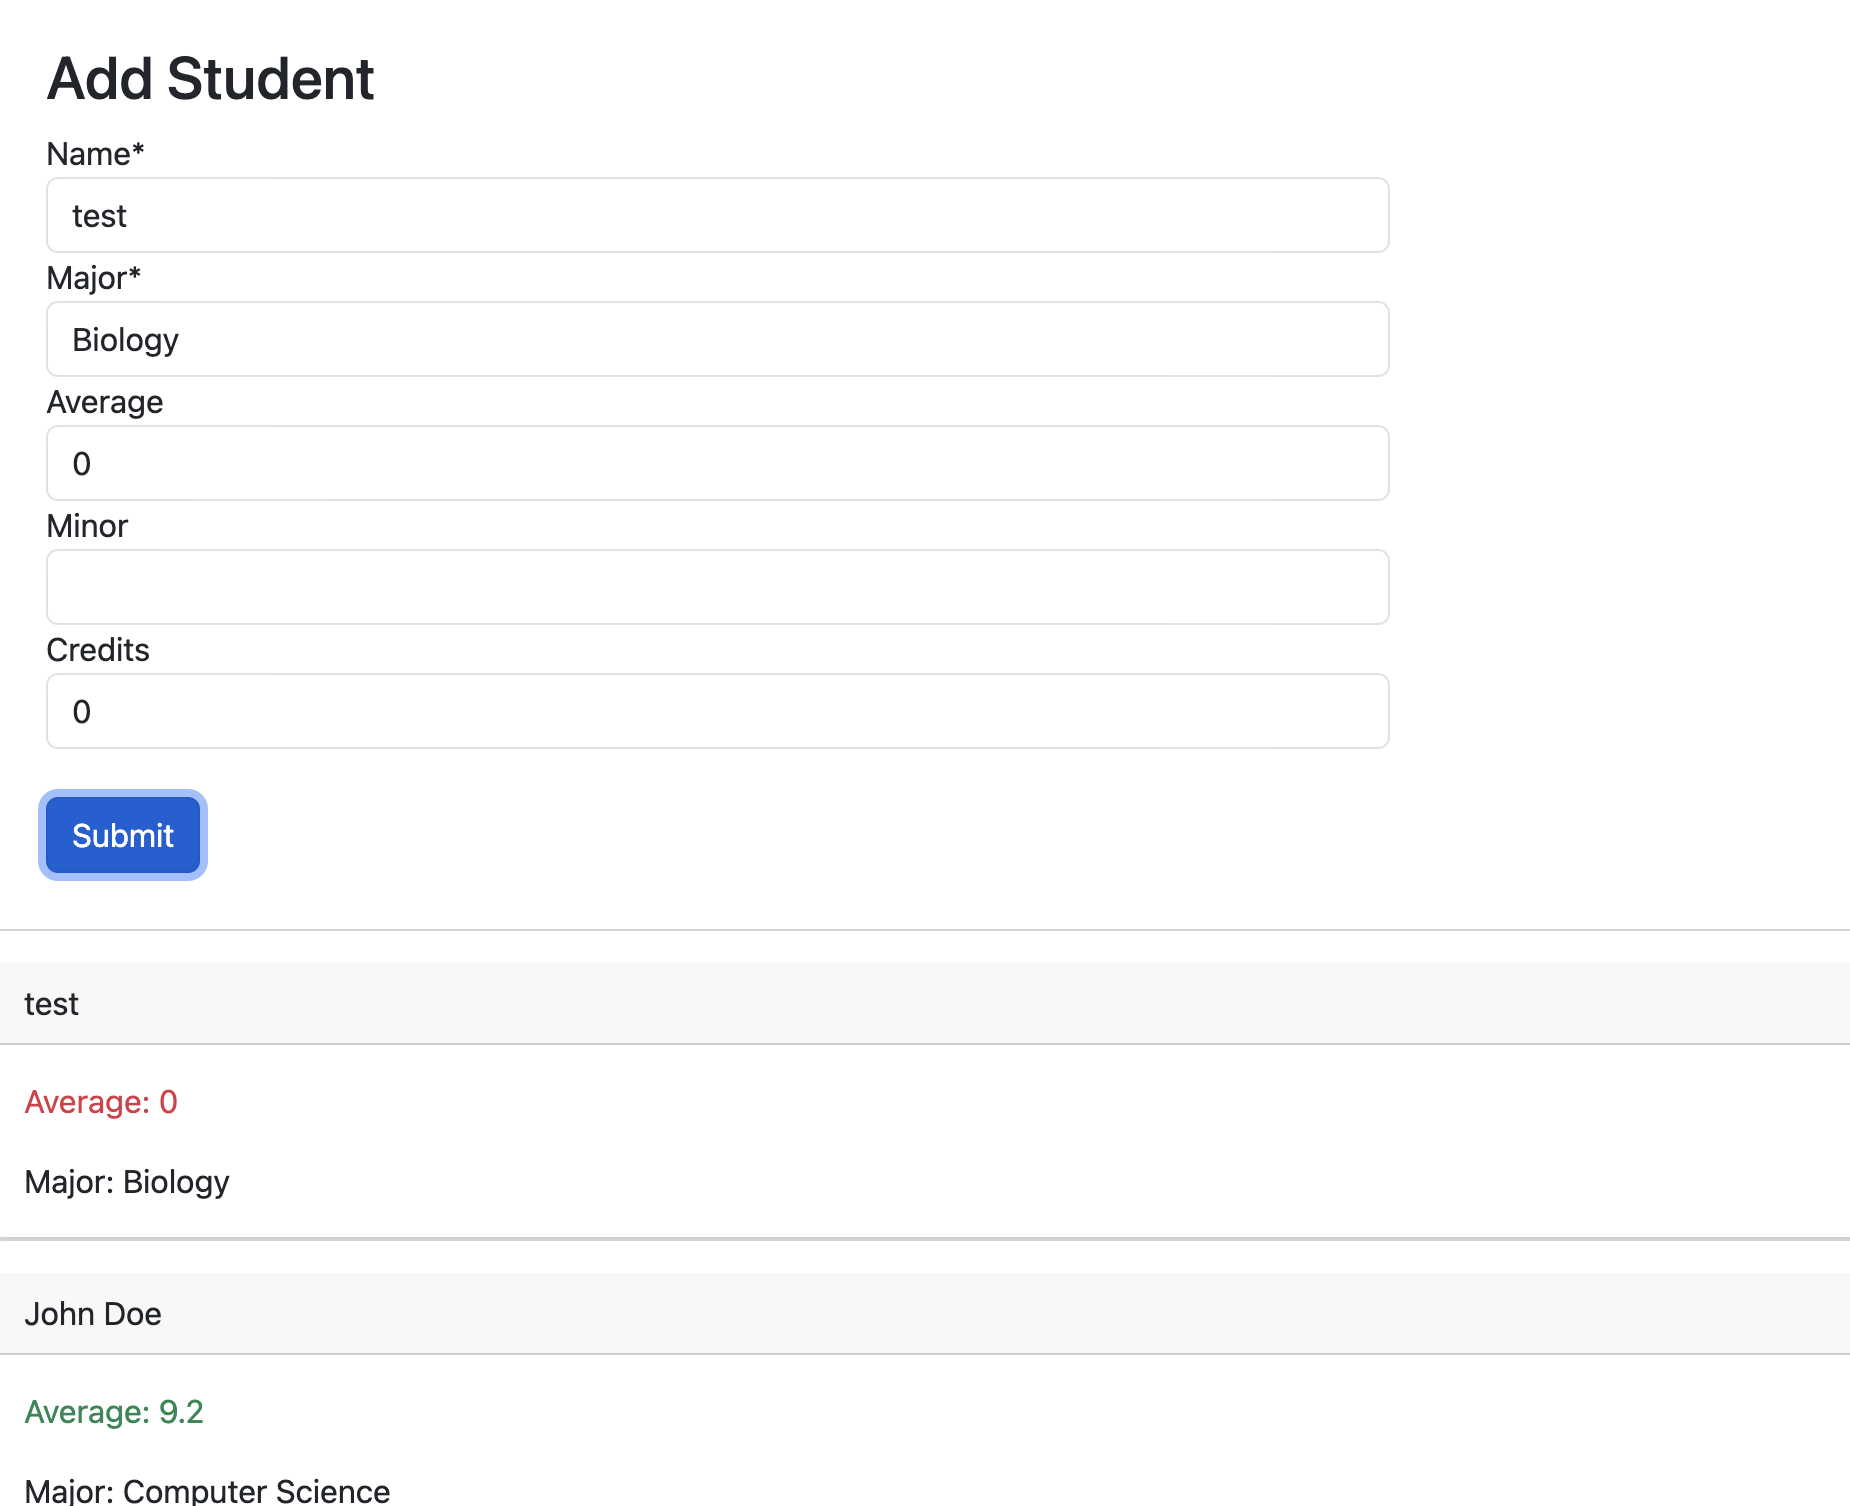 Add Student
Name*
test
Major*
Biology
Average
0
Minor
Credits
0
Submit
test
Average: 0
Major: Biology
John Doe
Average: 9.2
Major: Computer Science